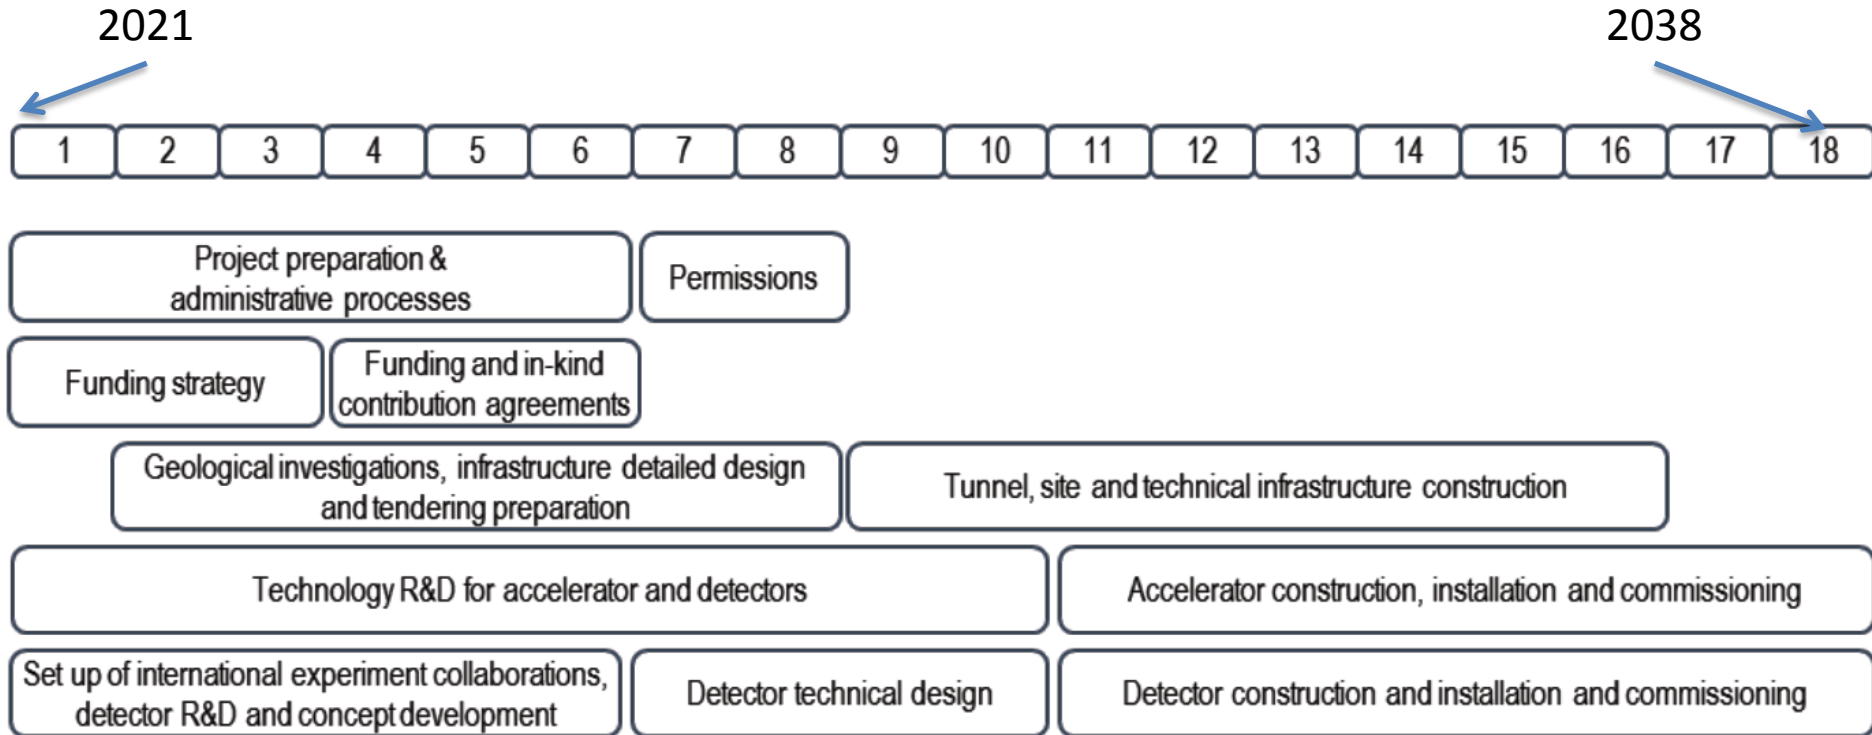 2021
2038
1 2 3 4 5 6 7 8 9 10 11 12 13 14 15 16 17 18
Project preparation &
administrative processes
Permissions
Funding strategy
Funding and in-kind
contribution agreements
Geological investigations, infrastructure detailed design
and tendering preparation
Tunnel, site and technical infrastructure construction
Technology R&D for accelerator and detectors
Accelerator construction, installation and commissioning
Set up of international experiment collaborations,
detector R&D and concept development
Detector technical design
Detector construction and installation and commissioning